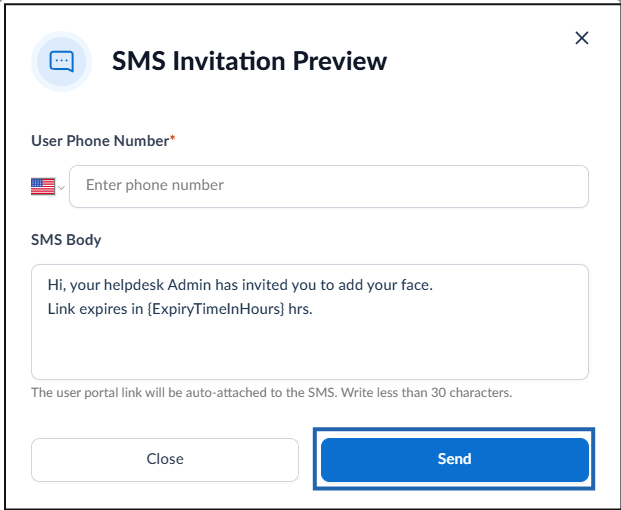 SMS Invitation Preview
User Phone Number*
Enter phone number
SMS Body
Hi, your helpdesk Admin has invited you to add your face.
Link expires in {ExpiryTimeInHours} hrs.
The user portal link will be auto-attached to the SMS. Write less than 30 characters.
Close
Send